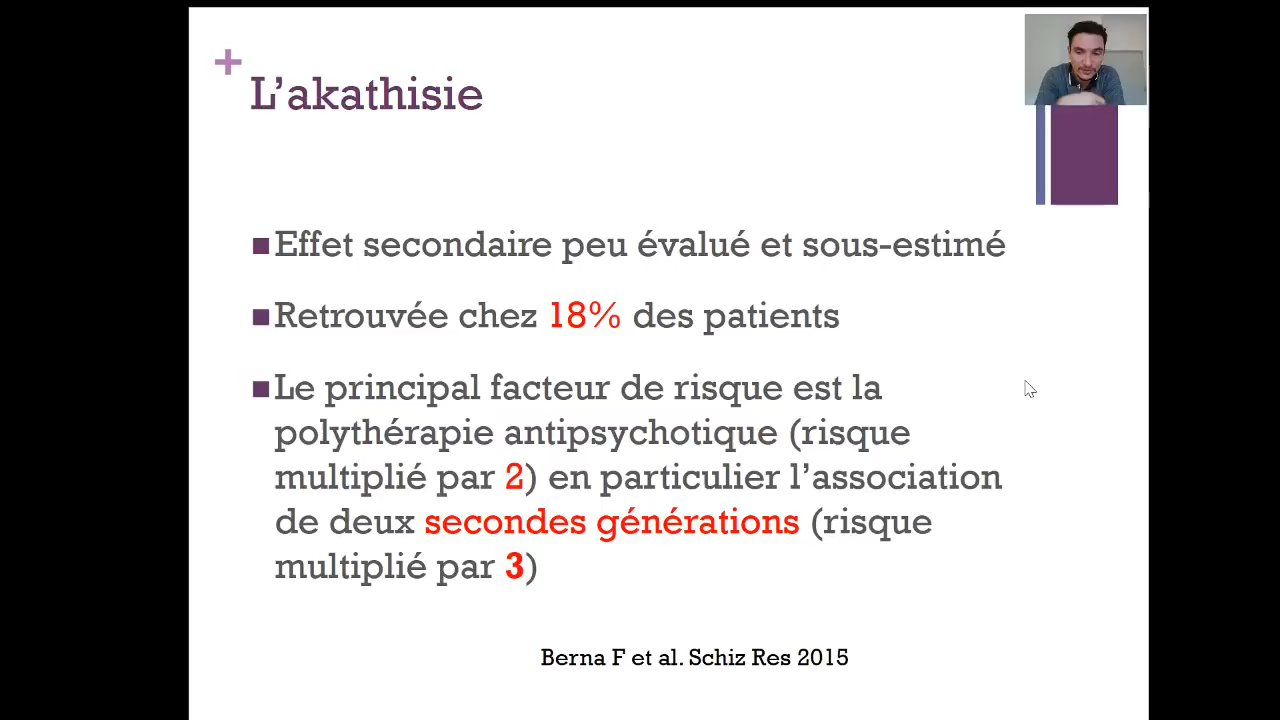 L’akathisie
Effet secondaire peu évalué et sous-estimé
Retrouvée chez 18% des patients
Le principal facteur de risque est la
polythérapie antipsychotique (risque
multiplié par 2) en particulier l’association
de deux secondes générations (risque
multiplié par 3)
Berna F et al. Schiz Res 2015